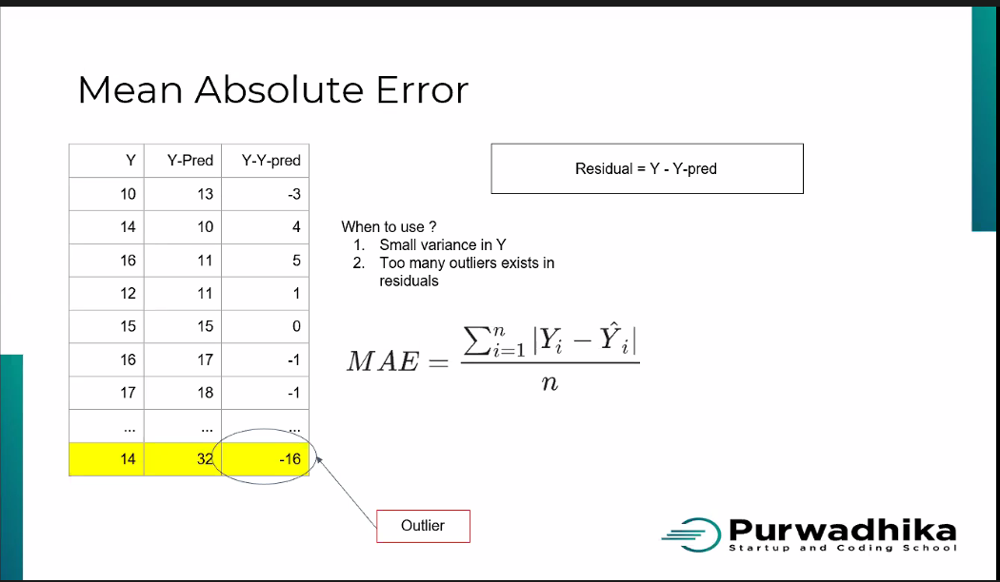 Mean Absolute Error
Y Y-Pred Y-Y-pred
10 13 -3
14 10 4
16 11 5
12 11 1
15 15 0
16 17 -1
17 18 -1
... ... ...
14 32 -16
Residual = Y - Y-pred
When to use ?
1. Small variance in Y
2. Too many outliers exists in
residuals
MAE = \frac{\sum_{i=1}^{n} |Y_i - \hat{Y}_i|}{n}
Outlier
Purwadhika
Startup and Coding School